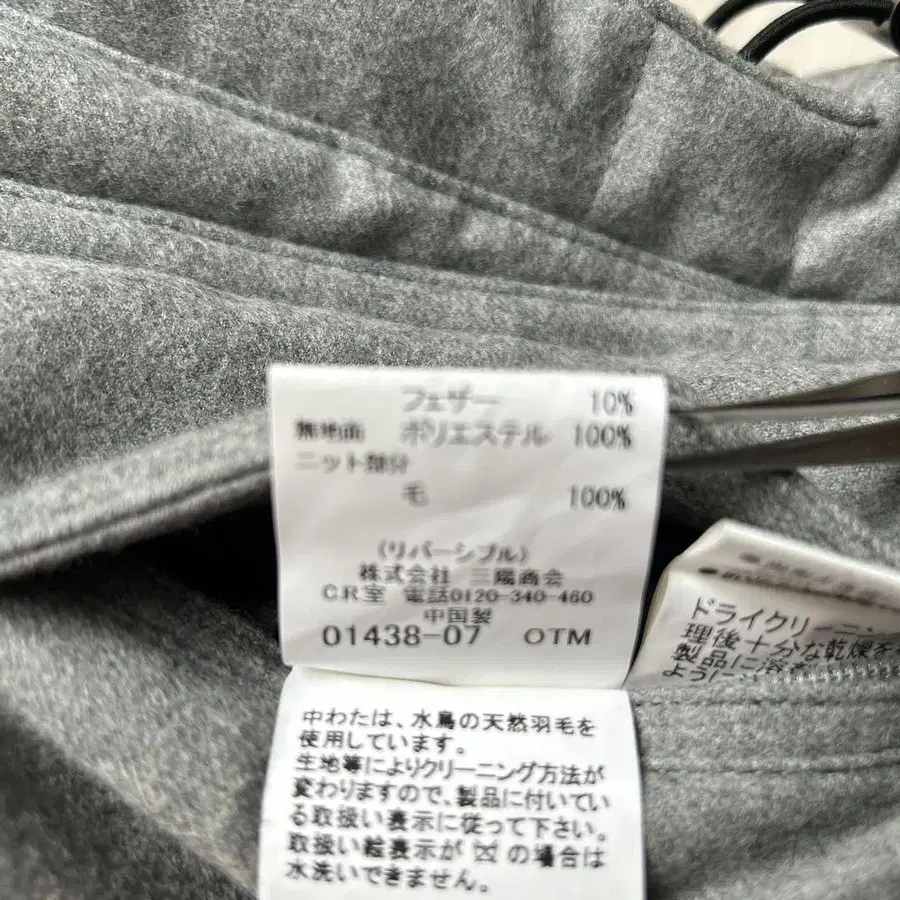 フェザー 10%
無地面 ポリエステル 100%
ニット部分
毛 100%
(リバーシブル)
株式会社 三陽商会
C.R室 電話0120-340-460
中国製
01438-07 OTM
中わたは、水鳥の天然羽毛を
使用しています。
生地等によりクリーニング方法が
変わりますので、製品に付いてい
る取扱い表示に従って下さい。
取扱い絵表示が の場合は
水洗いできません。
ドライクリーニ
理後十分な乾燥を
製品に溶
ように